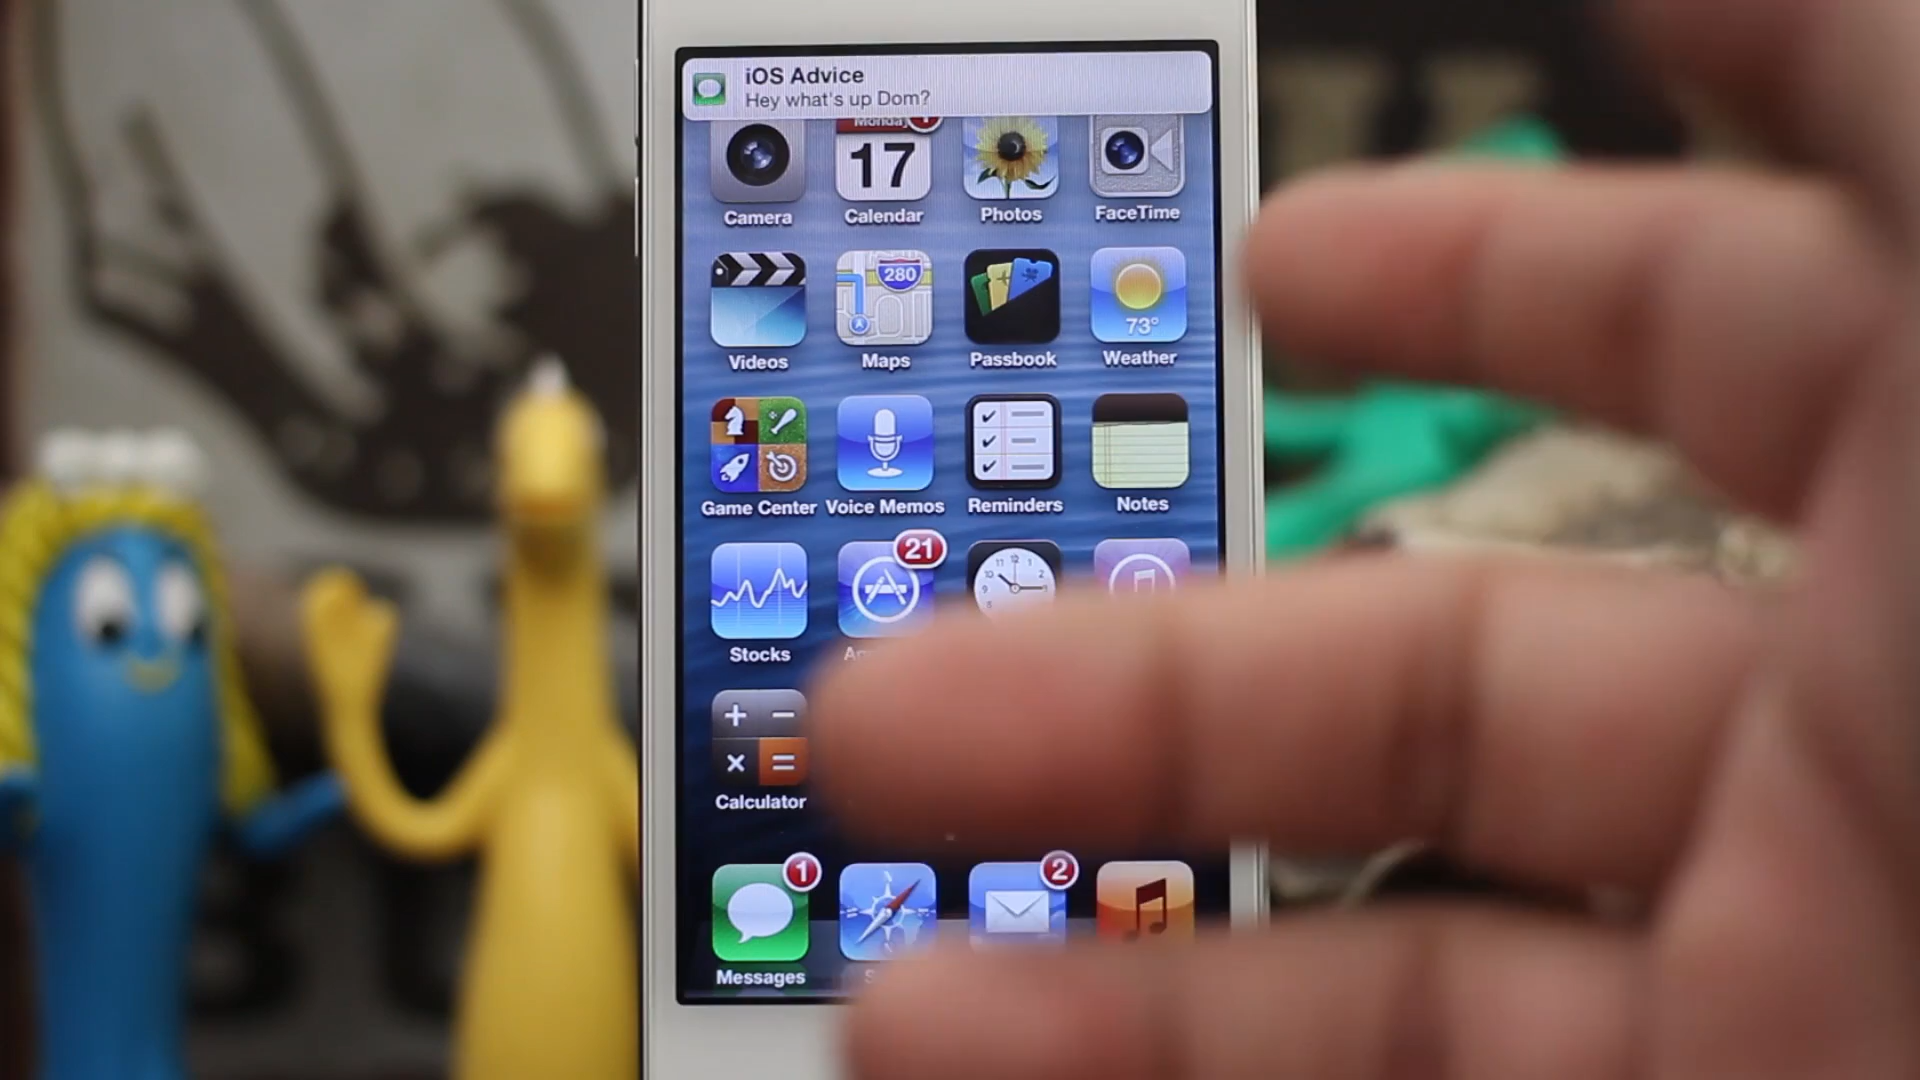 iOS Advice
Hey what's up Dom?
Monday
17
Camera
Calendar
Photos
FaceTime
280
73°
Videos
Maps
Passbook
Weather
Game Center
Voice Memos
Reminders
Notes
21
Stocks
+ −
× =
Calculator
1
2
Messages